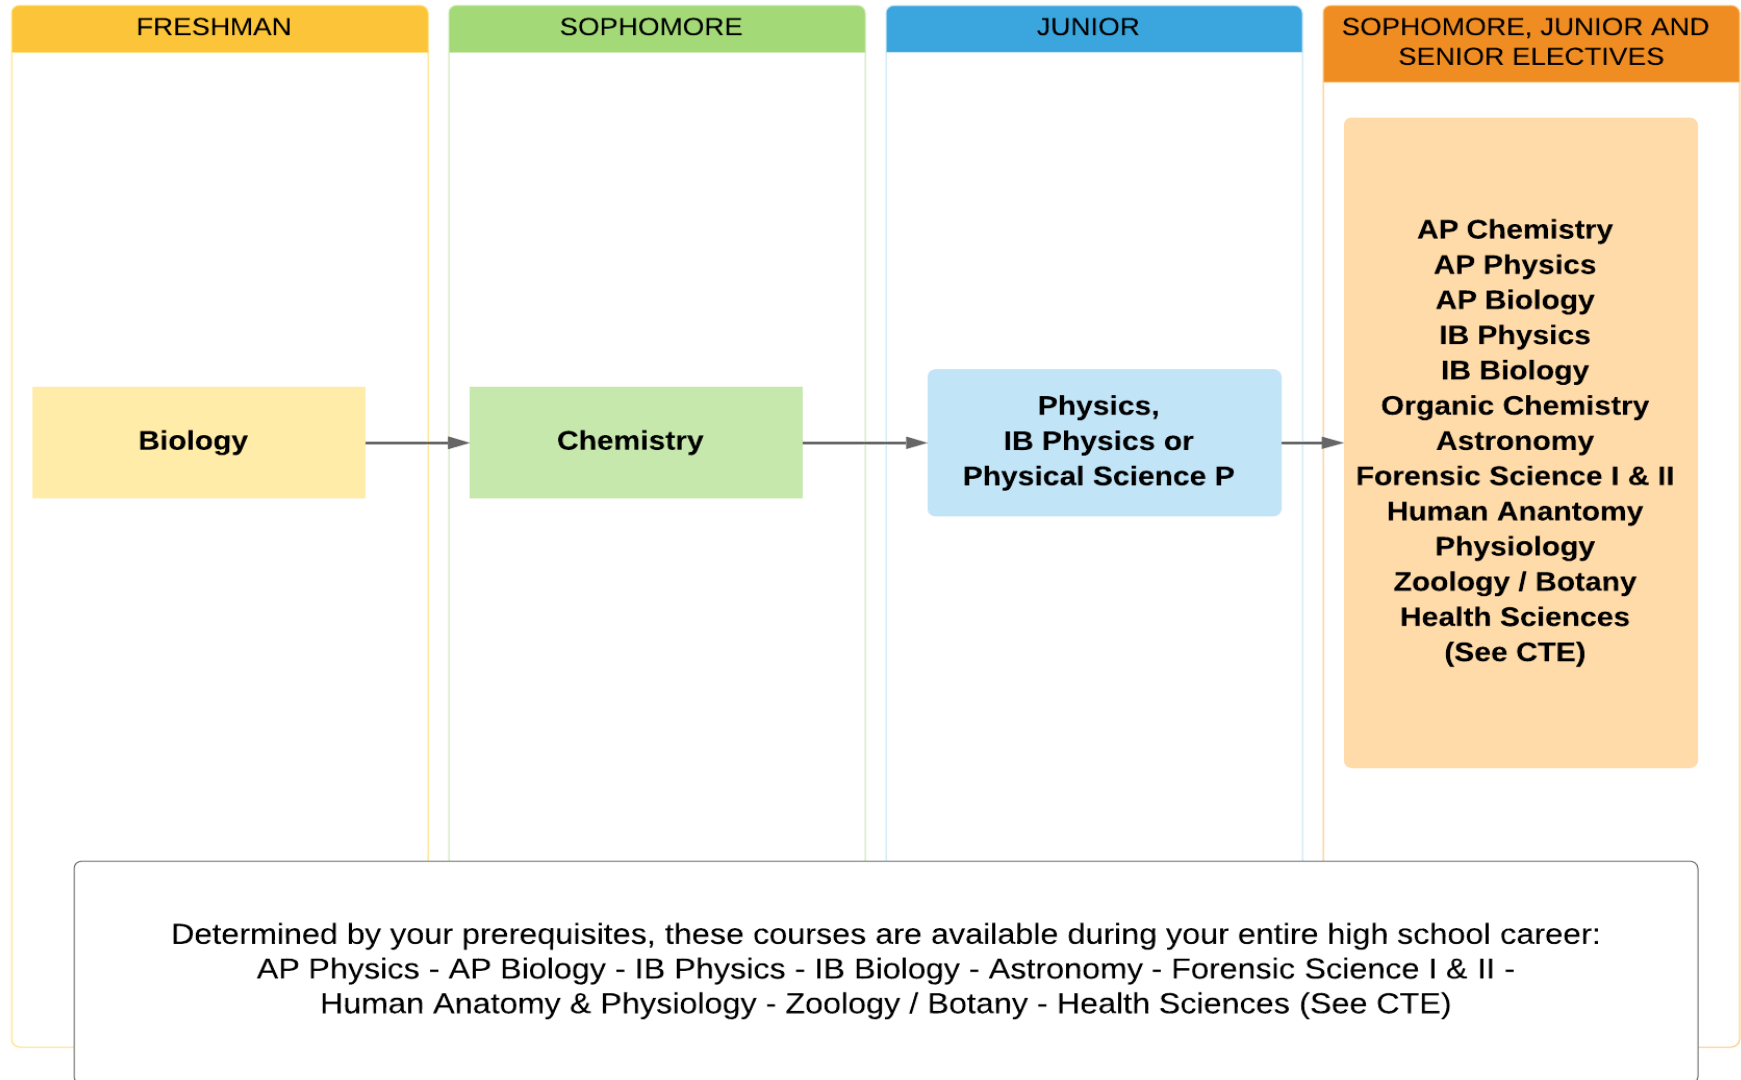 FRESHMAN
SOPHOMORE
JUNIOR
SOPHOMORE, JUNIOR AND
SENIOR ELECTIVES
Biology
Chemistry
Physics,
IB Physics or
Physical Science P
AP Chemistry
AP Physics
AP Biology
IB Physics
IB Biology
Organic Chemistry
Astronomy
Forensic Science I & II
Human Anantomy
Physiology
Zoology / Botany
Health Sciences
(See CTE)
Determined by your prerequisites, these courses are available during your entire high school career:
AP Physics - AP Biology - IB Physics - IB Biology - Astronomy - Forensic Science I & II -
Human Anatomy & Physiology - Zoology / Botany - Health Sciences (See CTE)